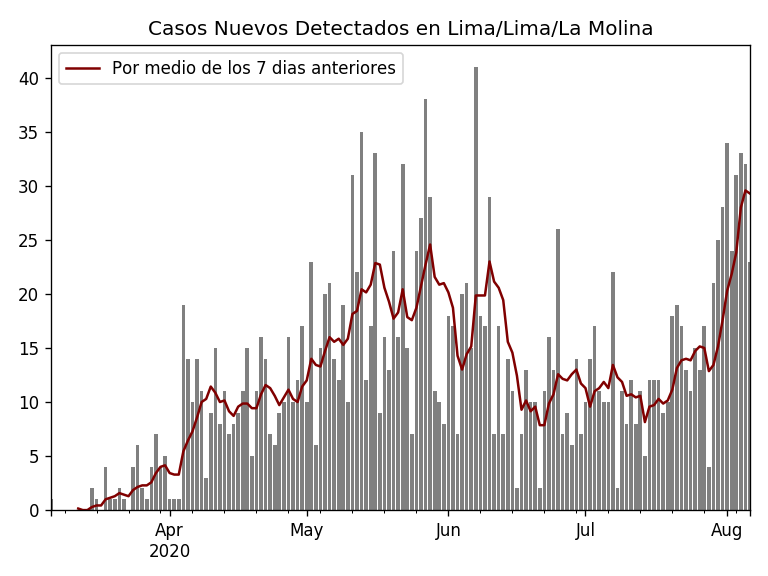 Casos Nuevos Detectados en Lima/Lima/La Molina
Por medio de los 7 dias anteriores
40
35
30
25
20
15
10
5
0
Apr
2020
May
Jun
Jul
Aug